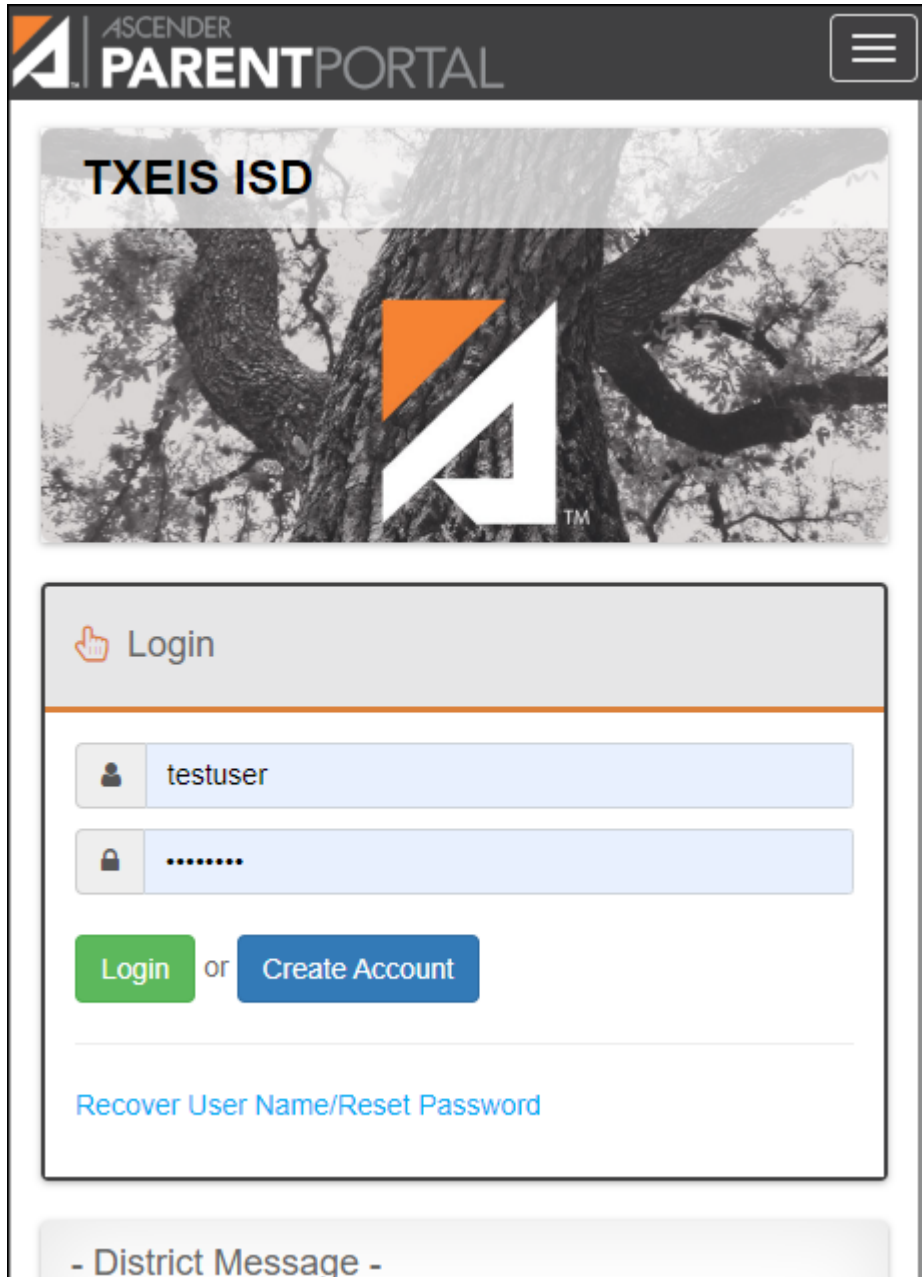 ASCENDER
PARENTPORTAL
TXEIS ISD
TM
Login
testuser
••••••••
Login or Create Account
Recover User Name/Reset Password
- District Message -